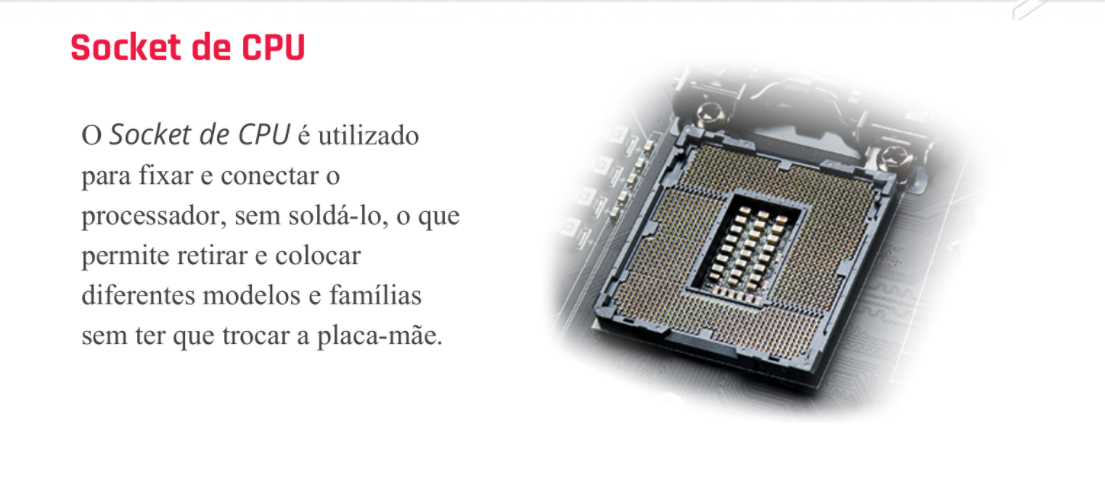 Socket de CPU
O Socket de CPU é utilizado
para fixar e conectar o
processador, sem soldá-lo, o que
permite retirar e colocar
diferentes modelos e famílias
sem ter que trocar a placa-mãe.